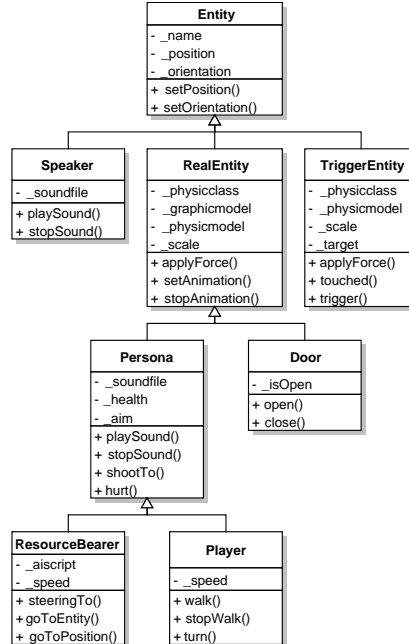 Entity
- _name
- _position
- _orientation
+ setPosition()
+ setOrientation()
Speaker
- _soundfile
+ playSound()
+ stopSound()
RealEntity
- _physicclass
- _graphicmodel
- _physicmodel
- _scale
+ applyForce()
+ setAnimation()
+ stopAnimation()
TriggerEntity
- _physicclass
- _physicmodel
- _scale
- _target
+ applyForce()
+ touched()
+ trigger()
Persona
- _soundfile
- _health
- _aim
+ playSound()
+ stopSound()
+ shootTo()
+ hurt()
Door
- _isOpen
+ open()
+ close()
ResourceBearer
- _aiscript
- _speed
+ steeringTo()
+ goToEntity()
+ goToPosition()
Player
- _speed
+ walk()
+ stopWalk()
+ turn()